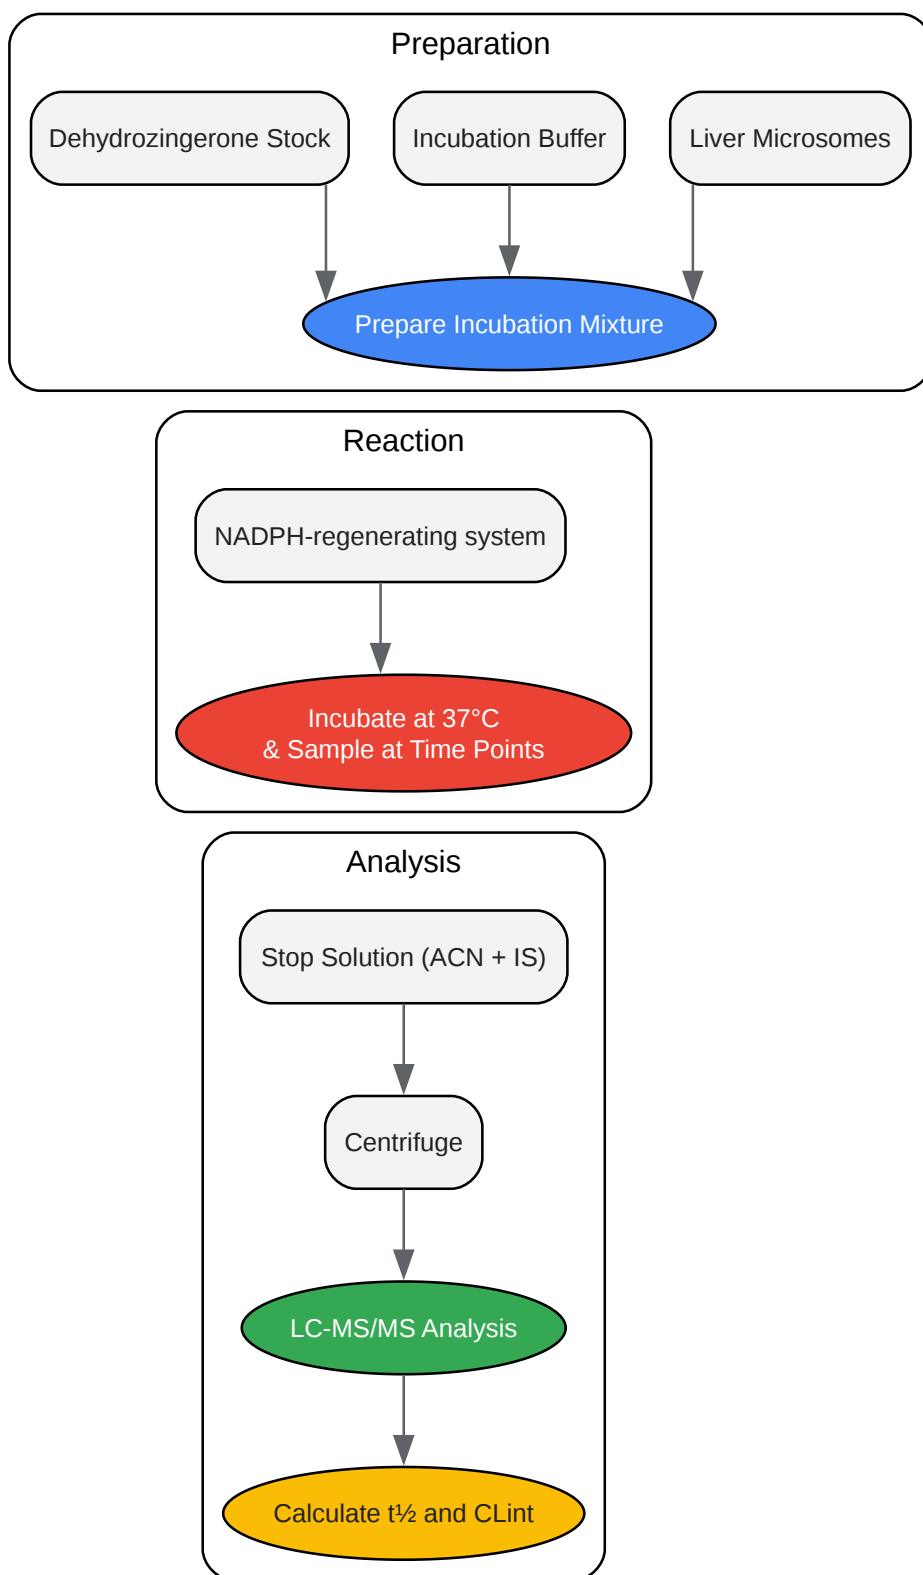 Preparation
Dehydrozingerone Stock
Incubation Buffer
Liver Microsomes
Prepare Incubation Mixture
Reaction
NADPH-regenerating system
Incubate at 37°C
& Sample at Time Points
Analysis
Stop Solution (ACN + IS)
Centrifuge
LC-MS/MS Analysis
Calculate t½ and CLint